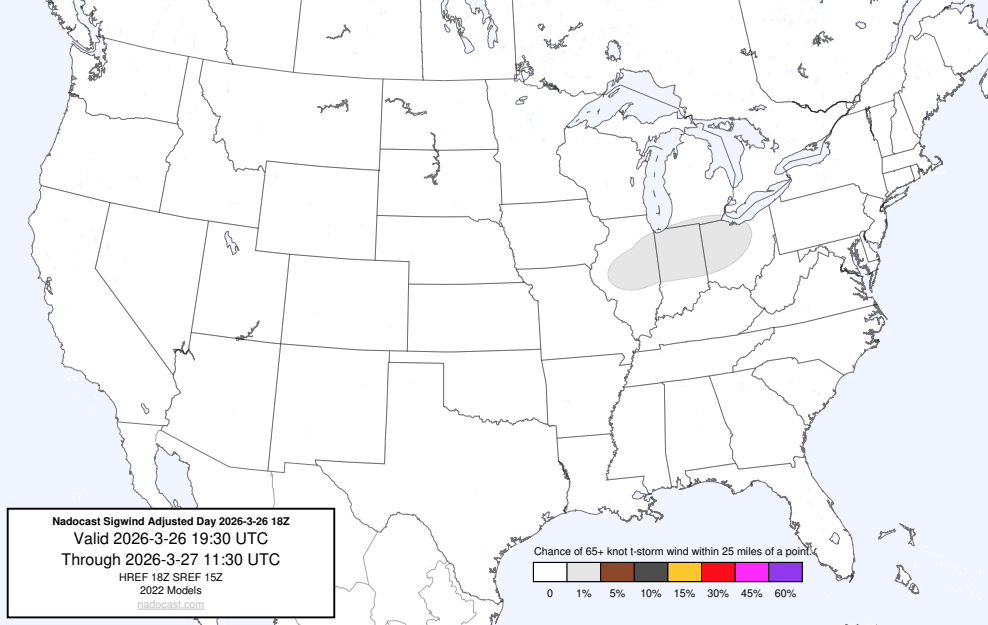 Nadocast Sigwind Adjusted Day 2026-3-26 18Z
Valid 2026-3-26 19:30 UTC
Through 2026-3-27 11:30 UTC
HREF 18Z SREF 15Z
2022 Models
nadocast.com
Chance of 65+ knot t-storm wind within 25 miles of a point.
0 1% 5% 10% 15% 30% 45% 60%